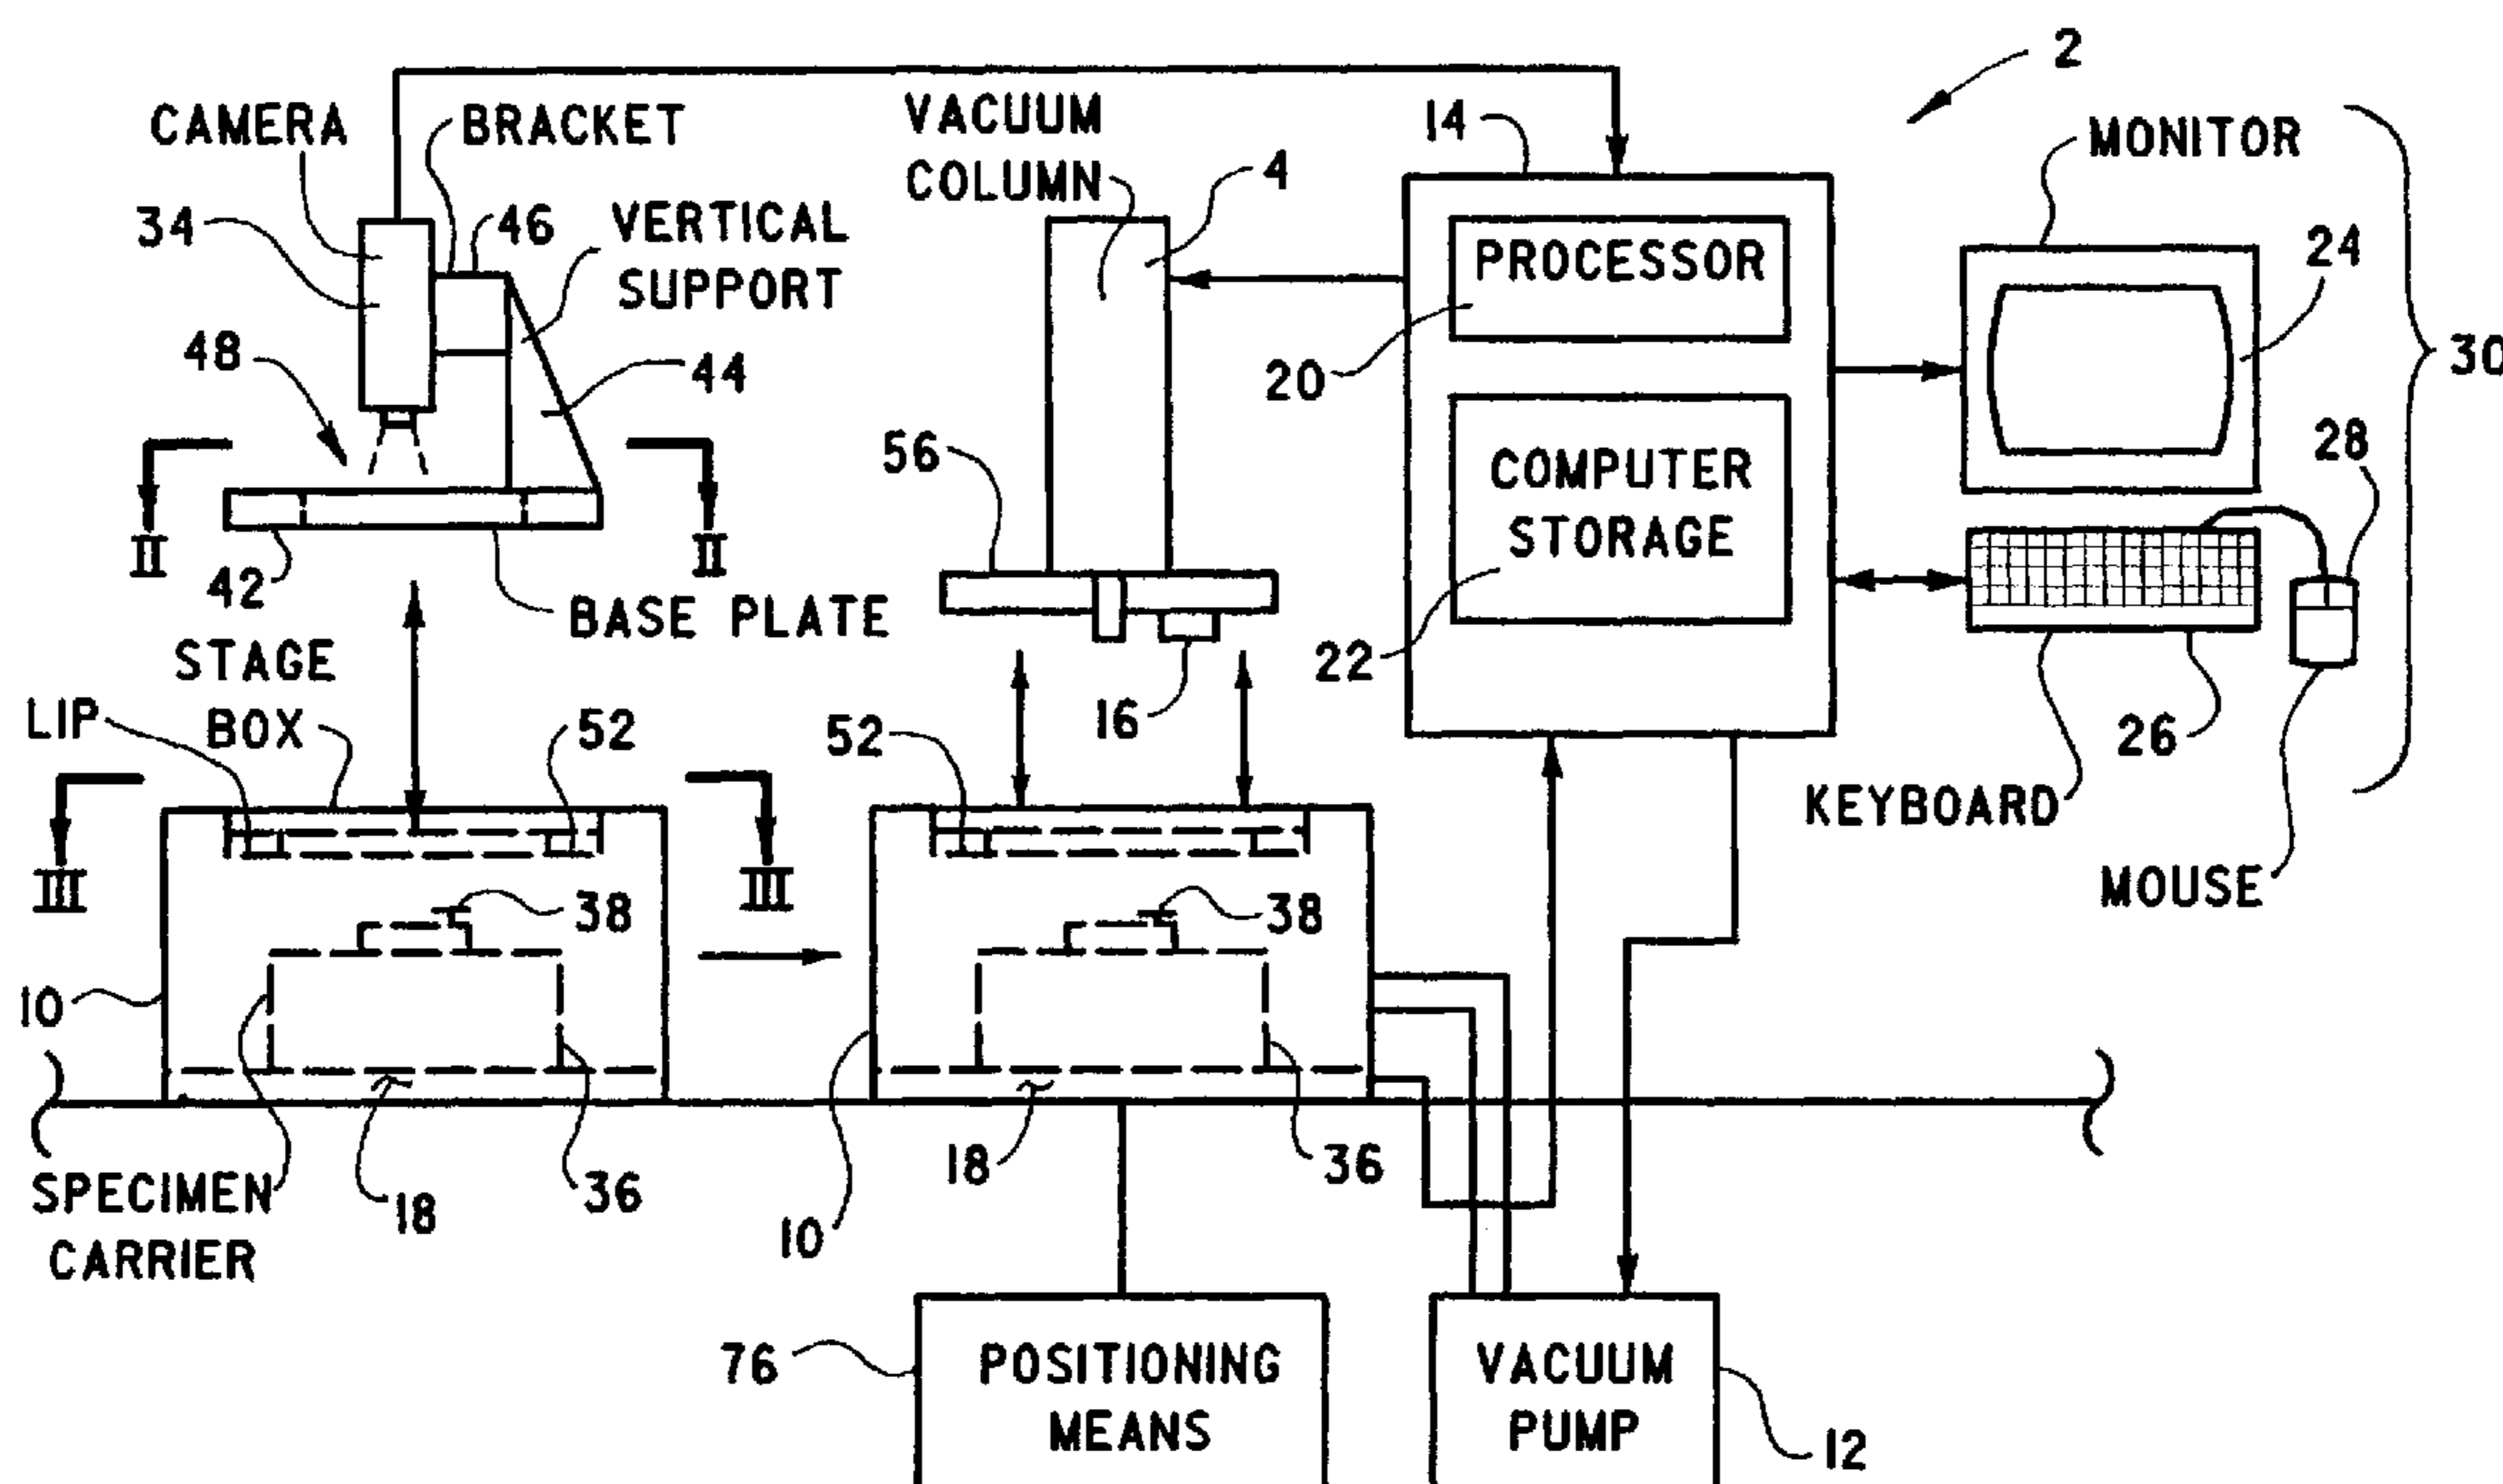 2
CAMERA
BRACKET
VACUUM
COLUMN
4
14
MONITOR
34
46
VERTICAL
SUPPORT
PROCESSOR
24
48
44
20
30
56
COMPUTER
STORAGE
28
II
II
42
BASE PLATE
22
STAGE
BOX
LIP
52
52
16
26
KEYBOARD
III
III
MOUSE
38
38
10
SPECIMEN
CARRIER
18
36
18
36
10
76
POSITIONING
MEANS
VACUUM
PUMP
12